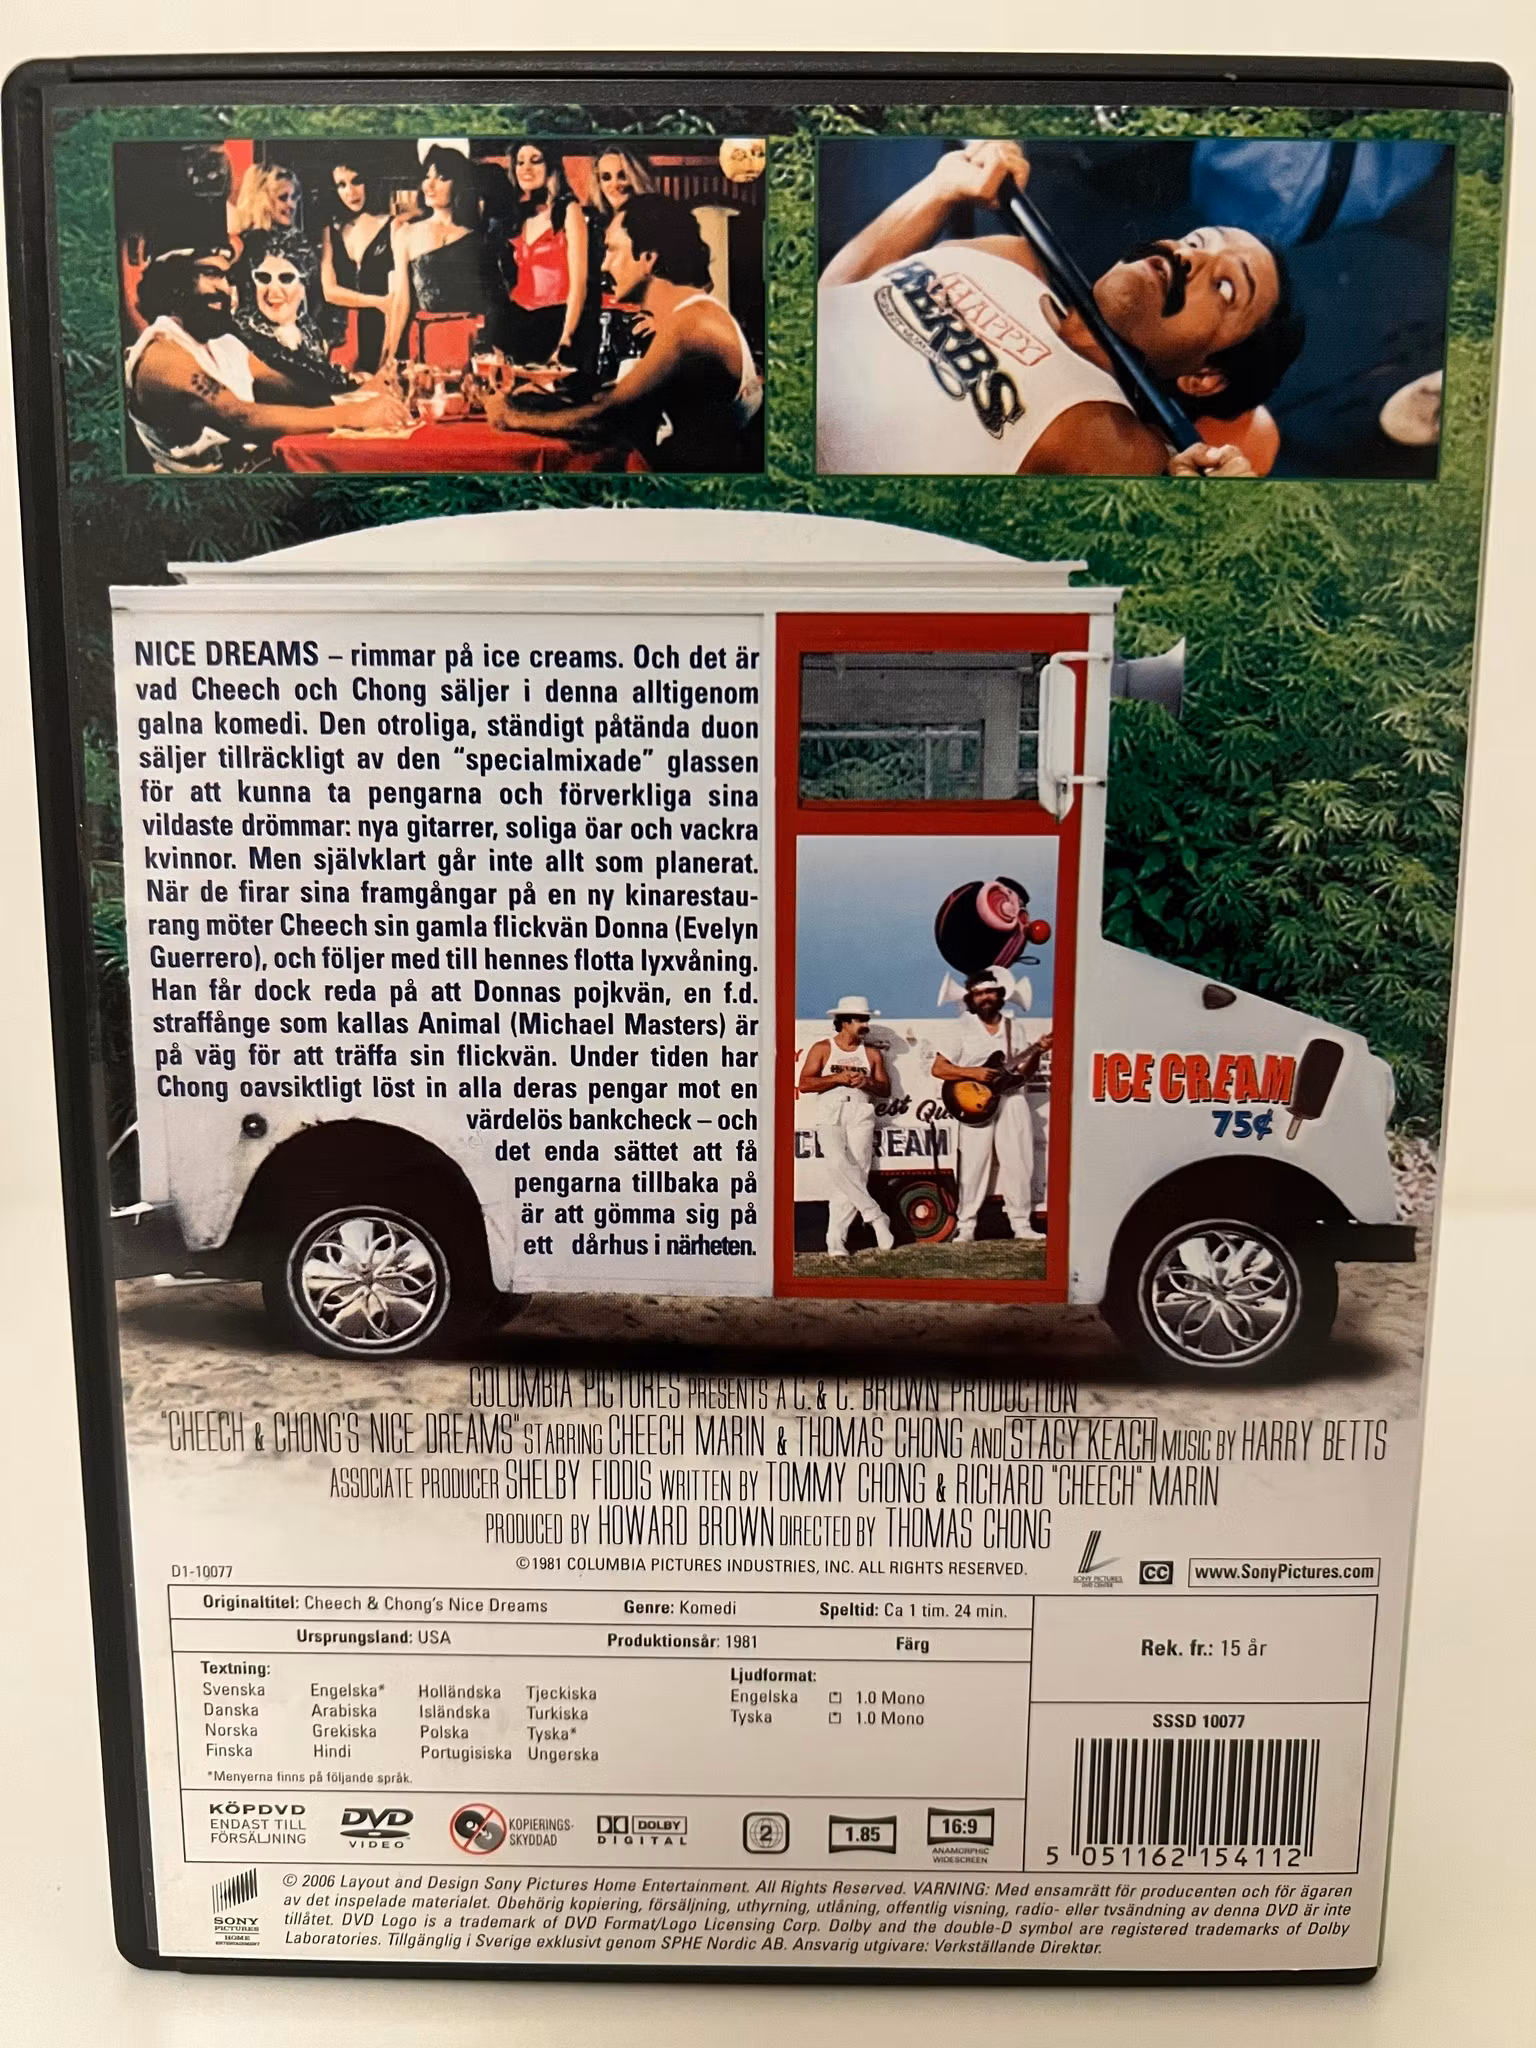 HAPPY
HERBS
NICE DREAMS – rimmar på ice creams. Och det är
vad Cheech och Chong säljer i denna alltigenom
galna komedi. Den otroliga, ständigt påtända duon
säljer tillräckligt av den “specialmixade” glassen
för att kunna ta pengarna och förverkliga sina
vildaste drömmar: nya gitarrer, soliga öar och vackra
kvinnor. Men självklart går inte allt som planerat.
När de firar sina framgångar på en ny kinarestau-
rang möter Cheech sin gamla flickvän Donna (Evelyn
Guerrero), och följer med till hennes flotta lyxvåning.
Han får dock reda på att Donnas pojkvän, en f.d.
straffånge som kallas Animal (Michael Masters) är
på väg för att träffa sin flickvän. Under tiden har
Chong oavsiktligt löst in alla deras pengar mot en
värdelös bankcheck – och
det enda sättet att få
pengarna tillbaka på
är att gömma sig på
ett dårhus i närheten.
ICE CREAM
75¢
COLUMBIA PICTURES PRESENTS A C. & C. BROWN PRODUCTION
"CHEECH & CHONG'S NICE DREAMS" STARRING CHEECH MARIN & THOMAS CHONG AND STACY KEACH MUSIC BY HARRY BETTS
ASSOCIATE PRODUCER SHELBY FIDDIS WRITTEN BY TOMMY CHONG & RICHARD "CHEECH" MARIN
PRODUCED BY HOWARD BROWN DIRECTED BY THOMAS CHONG
©1981 COLUMBIA PICTURES INDUSTRIES, INC. ALL RIGHTS RESERVED.
SONY PICTURES
DVD CENTER
CC
www.SonyPictures.com
D1-10077
Originaltitel: Cheech & Chong's Nice Dreams Genre: Komedi Speltid: Ca 1 tim. 24 min.
Ursprungsland: USA Produktionsår: 1981 Färg
Rek. fr.: 15 år
Textning:
Svenska Engelska* Holländska Tjeckiska
Danska Arabiska Isländska Turkiska
Norska Grekiska Polska Tyska*
Finska Hindi Portugisiska Ungerska
*Menyerna finns på följande språk.
Ljudformat:
Engelska 1.0 Mono
Tyska 1.0 Mono
SSSD 10077
5 051162 154112
KÖPDVD
ENDAST TILL
FÖRSÄLJNING
DVD
VIDEO
KOPIERINGS-
SKYDDAD
DOLBY
DIGITAL
2
1.85
16:9
ANAMORPHIC
WIDESCREEN
SONY
PICTURES
HOME
ENTERTAINMENT
© 2006 Layout and Design Sony Pictures Home Entertainment. All Rights Reserved. VARNING: Med ensamrätt för producenten och för ägaren
av det inspelade materialet. Obehörig kopiering, försäljning, uthyrning, utlåning, offentlig visning, radio- eller tvsändning av denna DVD är inte
tillåtet. DVD Logo is a trademark of DVD Format/Logo Licensing Corp. Dolby and the double-D symbol are registered trademarks of Dolby
Laboratories. Tillgänglig i Sverige exklusivt genom SPHE Nordic AB. Ansvarig utgivare: Verkställande Direktør.